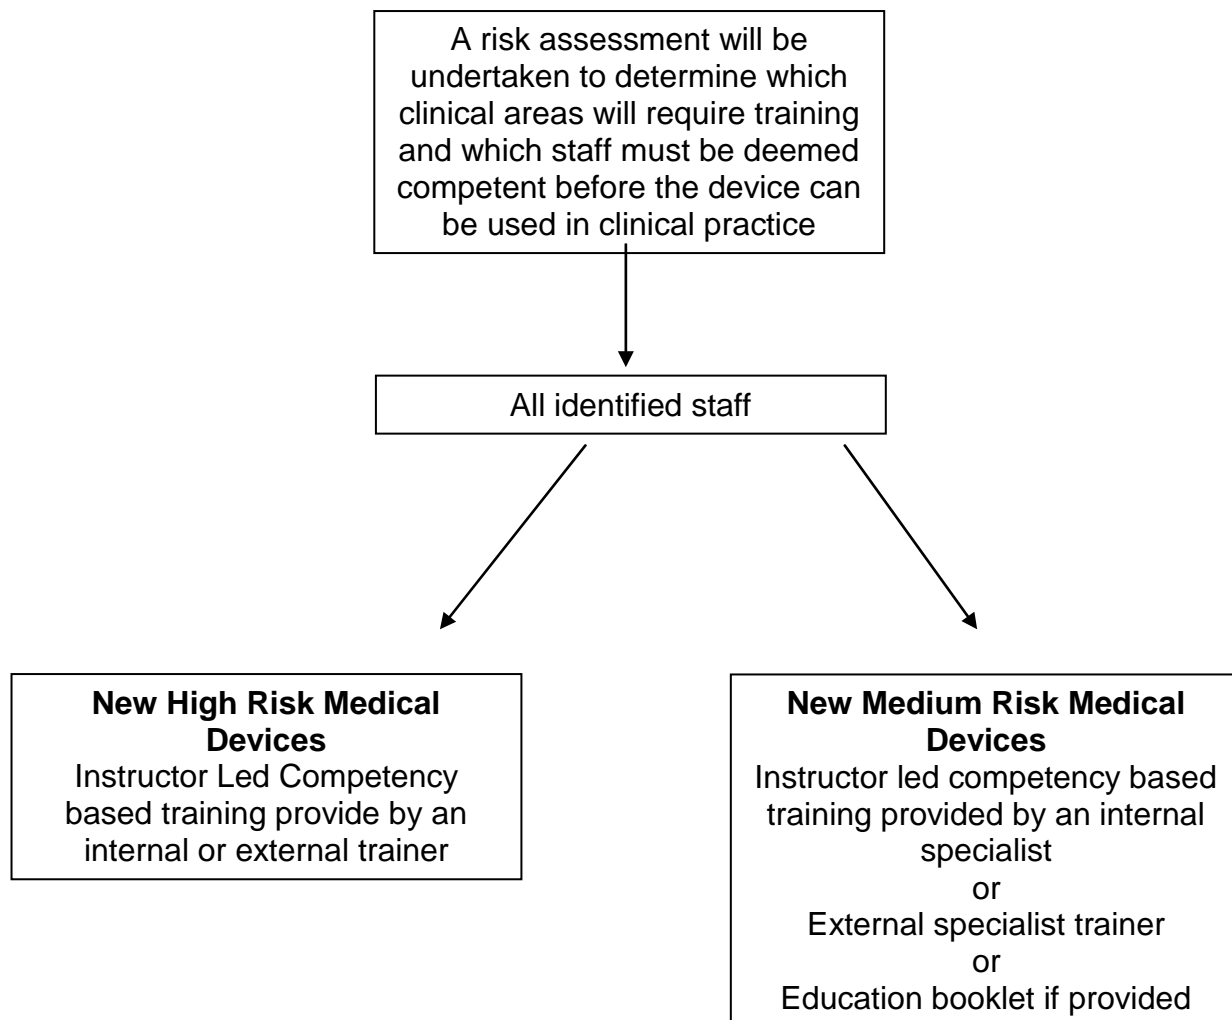 A risk assessment will be
undertaken to determine which
clinical areas will require training
and which staff must be deemed
competent before the device can
be used in clinical practice
All identified staff
New High Risk Medical
Devices
Instructor Led Competency
based training provide by an
internal or external trainer
New Medium Risk Medical
Devices
Instructor led competency based
training provided by an internal
specialist
or
External specialist trainer
or
Education booklet if provided